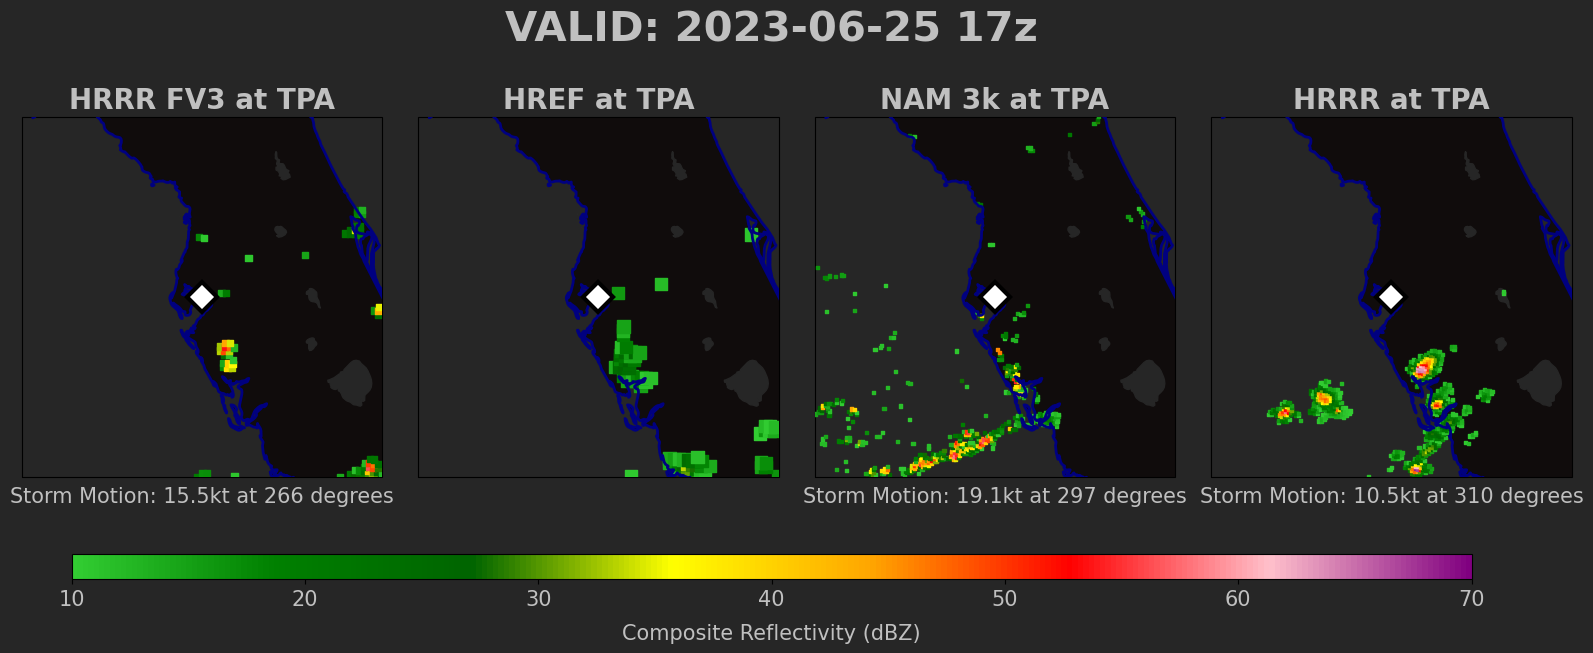 VALID: 2023-06-25 17z
HRRR FV3 at TPA
HREF at TPA
NAM 3k at TPA
HRRR at TPA
Storm Motion: 15.5kt at 266 degrees
Storm Motion: 19.1kt at 297 degrees
Storm Motion: 10.5kt at 310 degrees
10 20 30 40 50 60 70
Composite Reflectivity (dBZ)